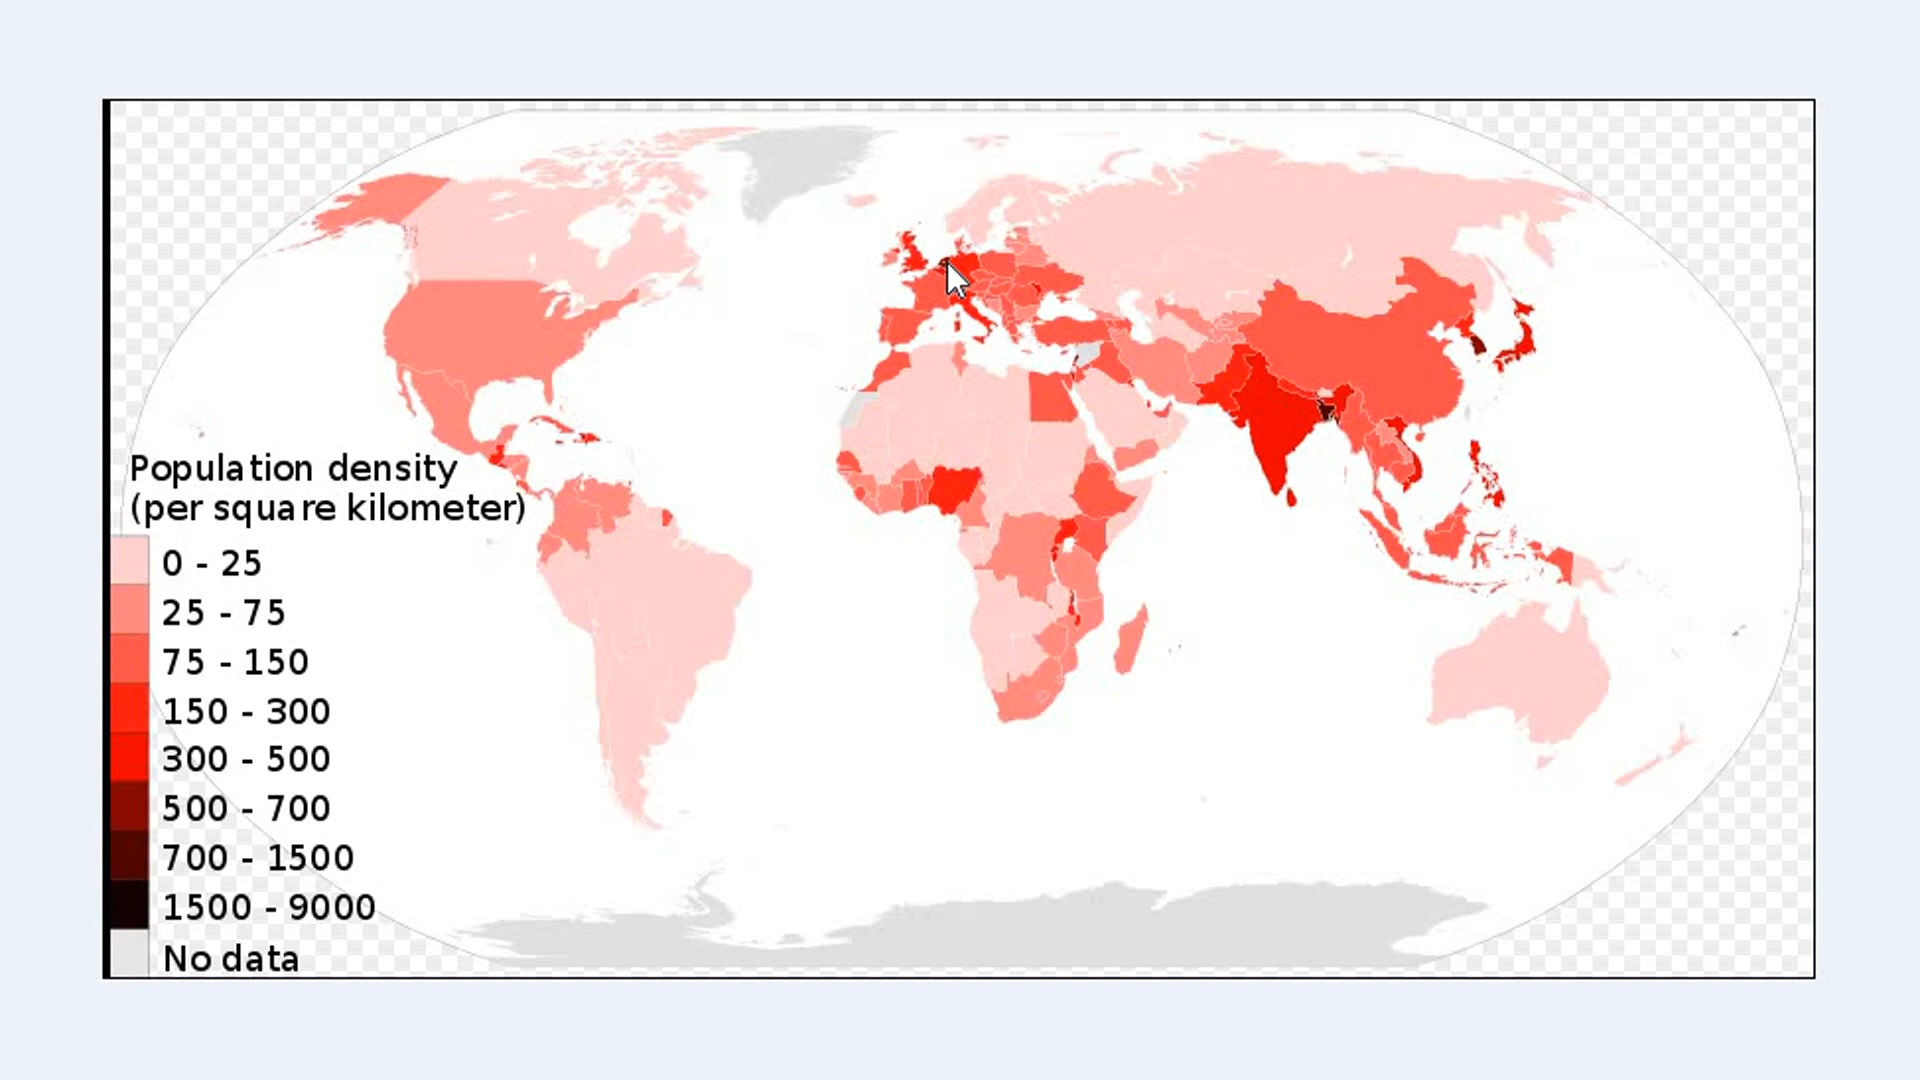 Population density
(per square kilometer)
0 - 25
25 - 75
75 - 150
150 - 300
300 - 500
500 - 700
700 - 1500
1500 - 9000
No data